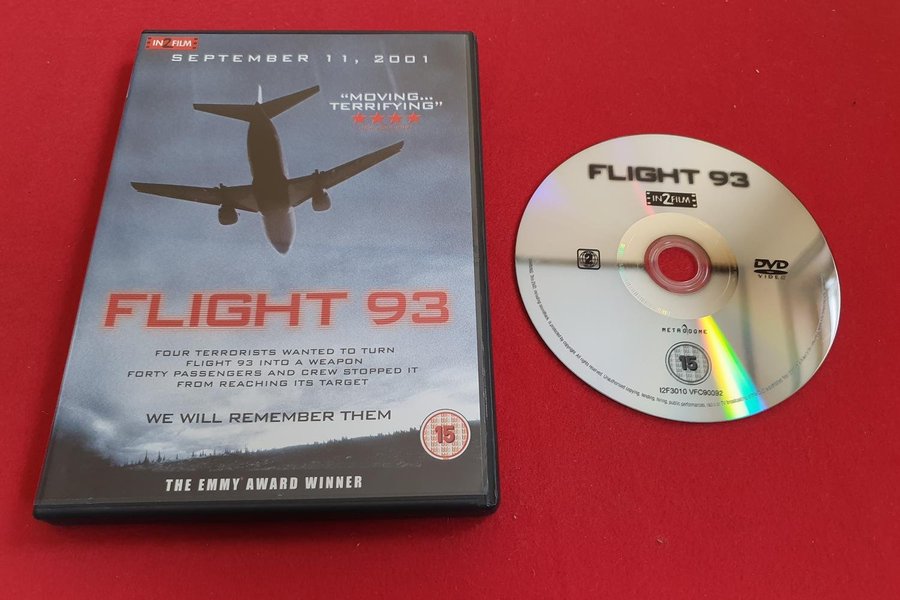 IN2FILM
SEPTEMBER 11, 2001
“MOVING...
TERRIFYING”
FLIGHT 93
FOUR TERRORISTS WANTED TO TURN
FLIGHT 93 INTO A WEAPON
FORTY PASSENGERS AND CREW STOPPED IT
FROM REACHING ITS TARGET
WE WILL REMEMBER THEM
15
THE EMMY AWARD WINNER
FLIGHT 93
IN2FILM
2
DVD
VIDEO
METRODOME
15
I2F3010 VFC90092